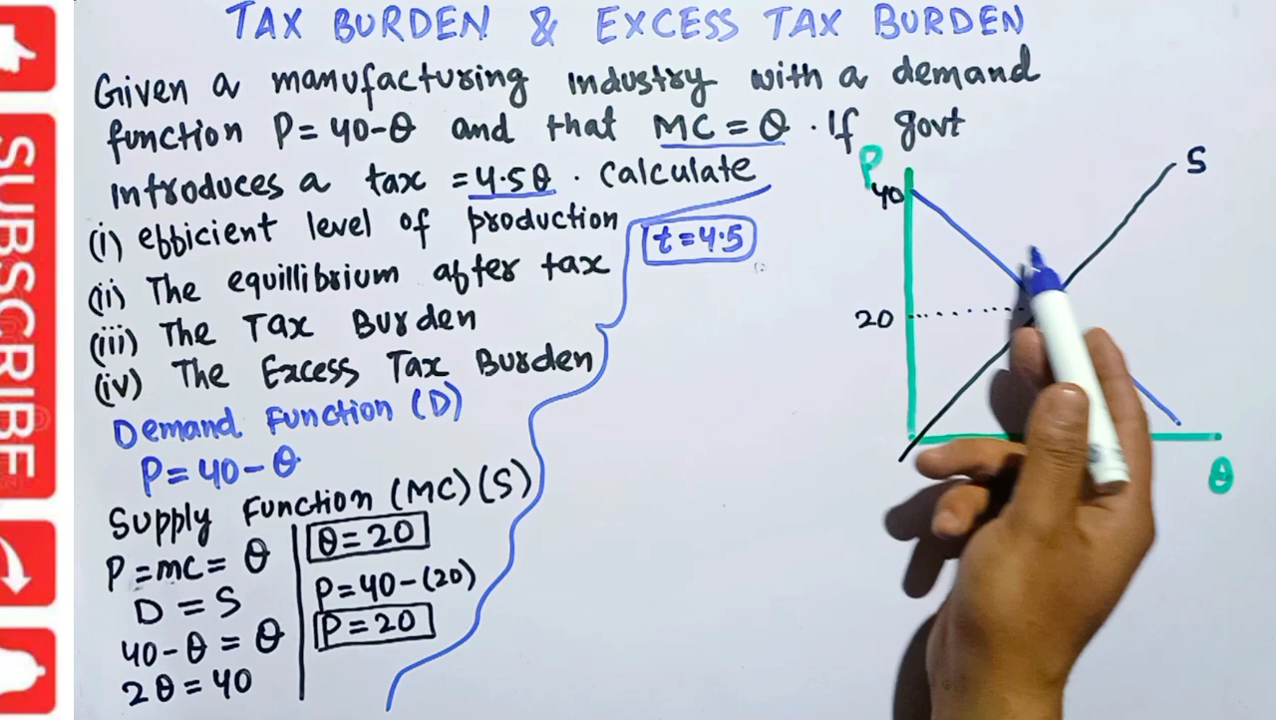 TAX BURDEN & EXCESS TAX BURDEN
Given a manufacturing industry with a demand
function P=40-Q and that MC = Q . If govt
introduces a tax = 4.5Q . Calculate
(i) efficient level of production
(ii) The equillibrium after tax
(iii) The Tax Burden
(iv) The Excess Tax Burden
t = 4.5
Demand Function (D)
P = 40 - Q
Supply Function (MC) (S)
P = mc = Q
D = S
40 - Q = Q
2Q = 40
Q = 20
P = 40 - (20)
P = 20
P
40
20
S
Q
SUBSCRIBE